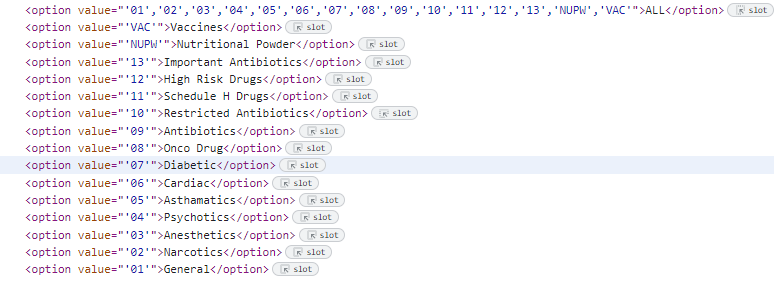 <option value="'01','02','03','04','05','06','07','08','09','10','11','12','13','NUPW','VAC'">ALL</option> slot
<option value="'VAC'">Vaccines</option> slot
<option value="'NUPW'">Nutritional Powder</option> slot
<option value="'13'">Important Antibiotics</option> slot
<option value="'12'">High Risk Drugs</option> slot
<option value="'11'">Schedule H Drugs</option> slot
<option value="'10'">Restricted Antibiotics</option> slot
<option value="'09'">Antibiotics</option> slot
<option value="'08'">Onco Drug</option> slot
<option value="'07'">Diabetic</option> slot
<option value="'06'">Cardiac</option> slot
<option value="'05'">Asthamatics</option> slot
<option value="'04'">Psychotics</option> slot
<option value="'03'">Anesthetics</option> slot
<option value="'02'">Narcotics</option> slot
<option value="'01'">General</option> slot